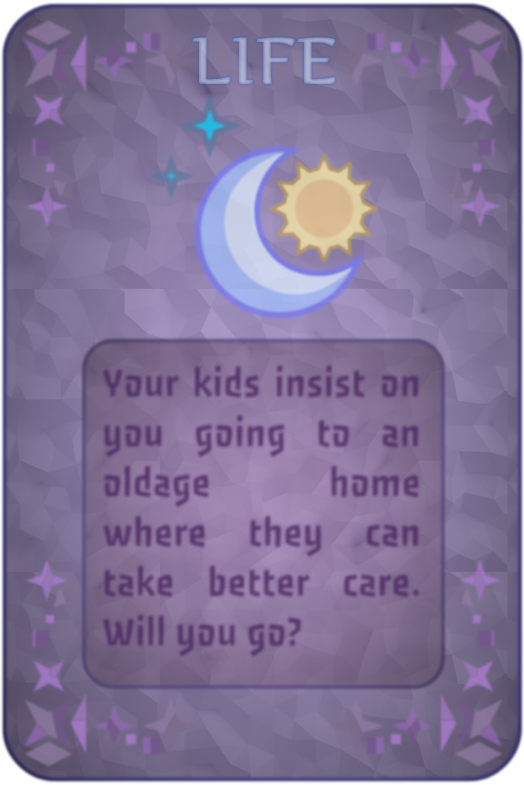 LIFE
Your kids insist on
you going to an
oldage home
where they can
take better care.
Will you go?